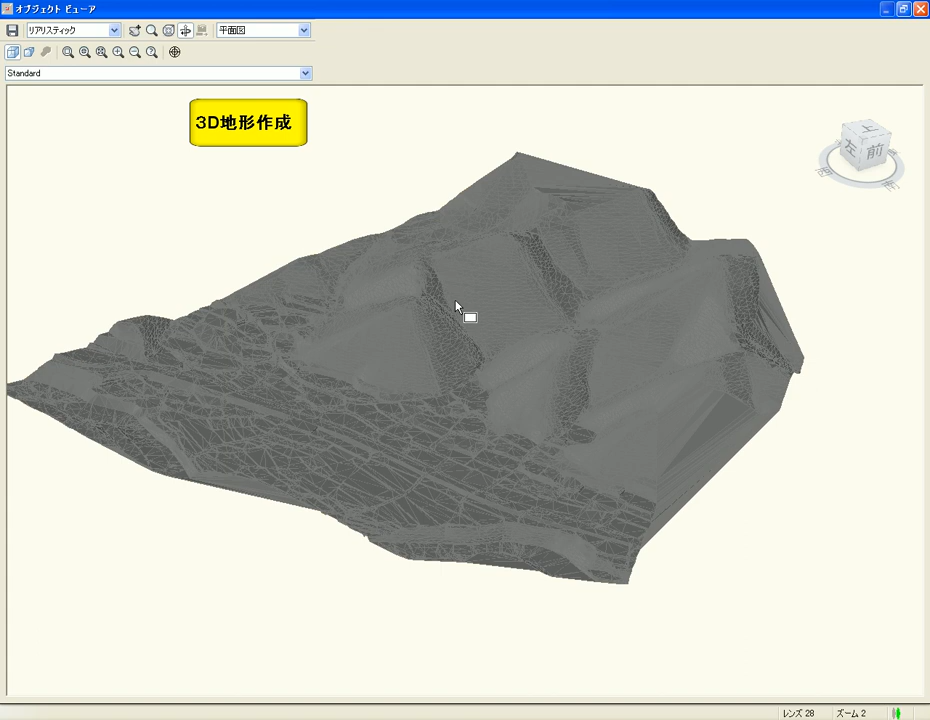 オブジェクト ビューア
リアリスティック
平面図
Standard
3D地形作成
上
左
前
西
南
レンズ 28
ズーム 2